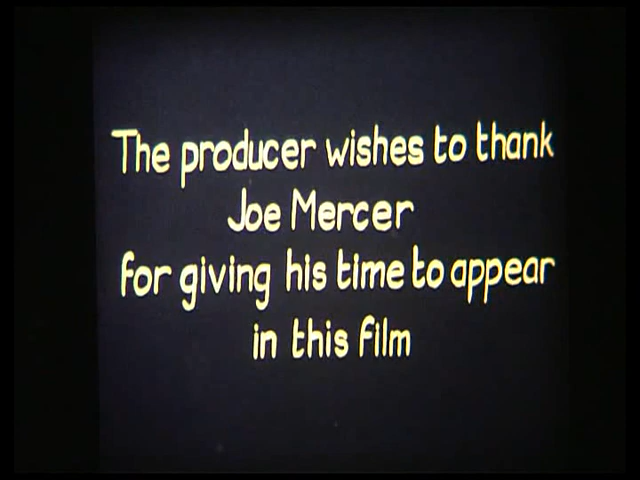 The producer wishes to thank
Joe Mercer
for giving his time to appear
in this film